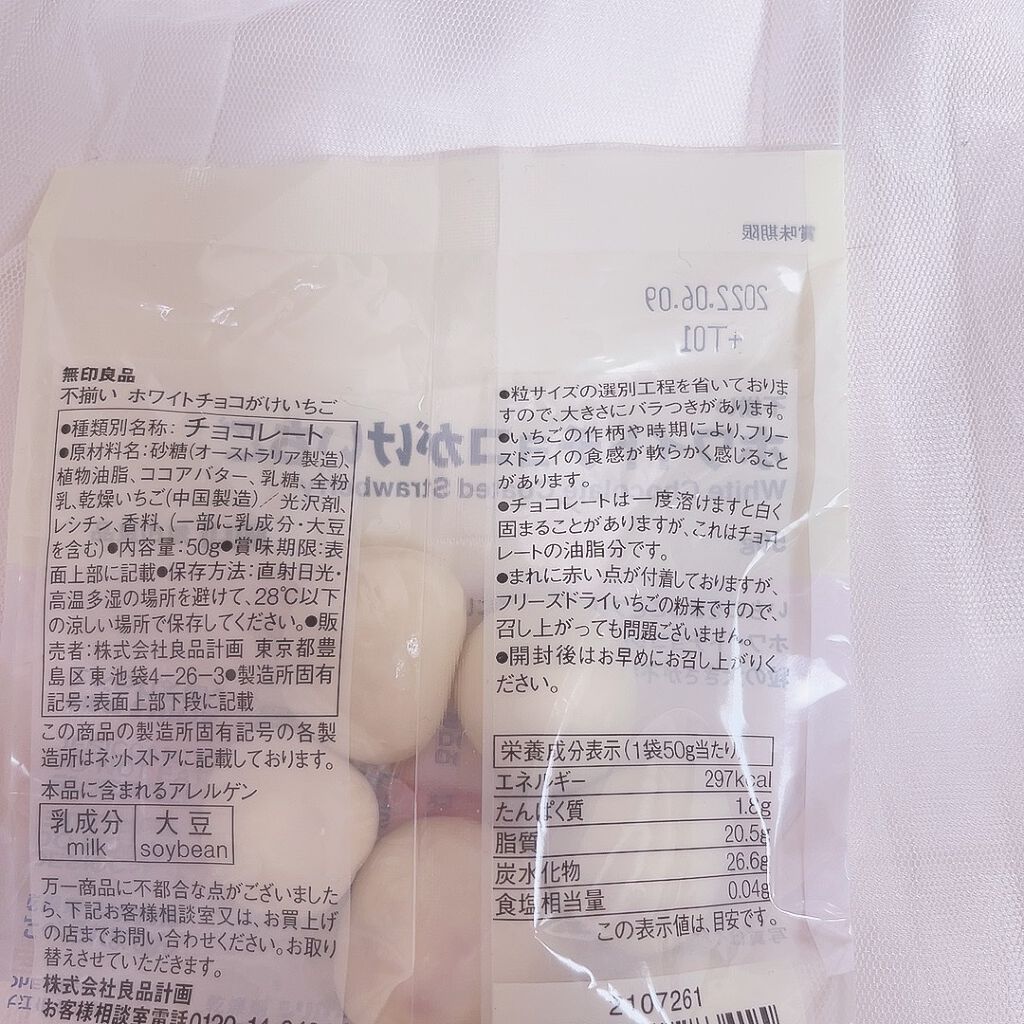 賞味期限
2022.06.09
+T01
無印良品
不揃い ホワイトチョコがけいちご
●種類別名称：チョコレート
●原材料名：砂糖(オーストラリア製造)、
植物油脂、ココアバター、乳糖、全粉
乳、乾燥いちご(中国製造)／光沢剤、
レシチン、香料、(一部に乳成分・大豆
を含む)●内容量：50g●賞味期限：表
面上部に記載●保存方法：直射日光・
高温多湿の場所を避けて、28℃以下
の涼しい場所で保存してください。●販
売者：株式会社良品計画 東京都豊
島区東池袋4−26−3●製造所固有
記号：表面上部下段に記載
この商品の製造所固有記号の各製
造所はネットストアに記載しております。
本品に含まれるアレルゲン
乳成分 大豆
milk soybean
万一商品に不都合な点がございました
ら、下記お客様相談室又は、お買上げ
の店までお問い合わせください。お取り
替えさせていただきます。
株式会社良品計画
お客様相談室電話0120-14-
●粒サイズの選別工程を省いておりま
すので、大きさにバラつきがあります。
●いちごの作柄や時期により、フリー
ズドライの食感が軟らかく感じること
があります。
●チョコレートは一度溶けますと白く
固まることがありますが、これはチョコ
レートの油脂分です。
●まれに赤い点が付着しておりますが、
フリーズドライいちごの粉末ですので、
召し上がっても問題ございません。
●開封後はお早めにお召し上がりく
ださい。
栄養成分表示(1袋50g当たり)
エネルギー 297kcal
たんぱく質 1.8g
脂質 20.5g
炭水化物 26.6g
食塩相当量 0.04g
この表示値は、目安です。
2107261